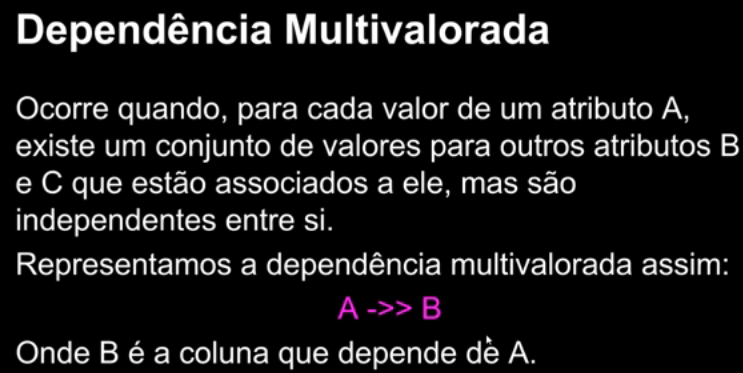 Dependência Multivalorada
Ocorre quando, para cada valor de um atributo A,
existe um conjunto de valores para outros atributos B
e C que estão associados a ele, mas são
independentes entre si.
Representamos a dependência multivalorada assim:
A ->> B
Onde B é a coluna que depende de A.